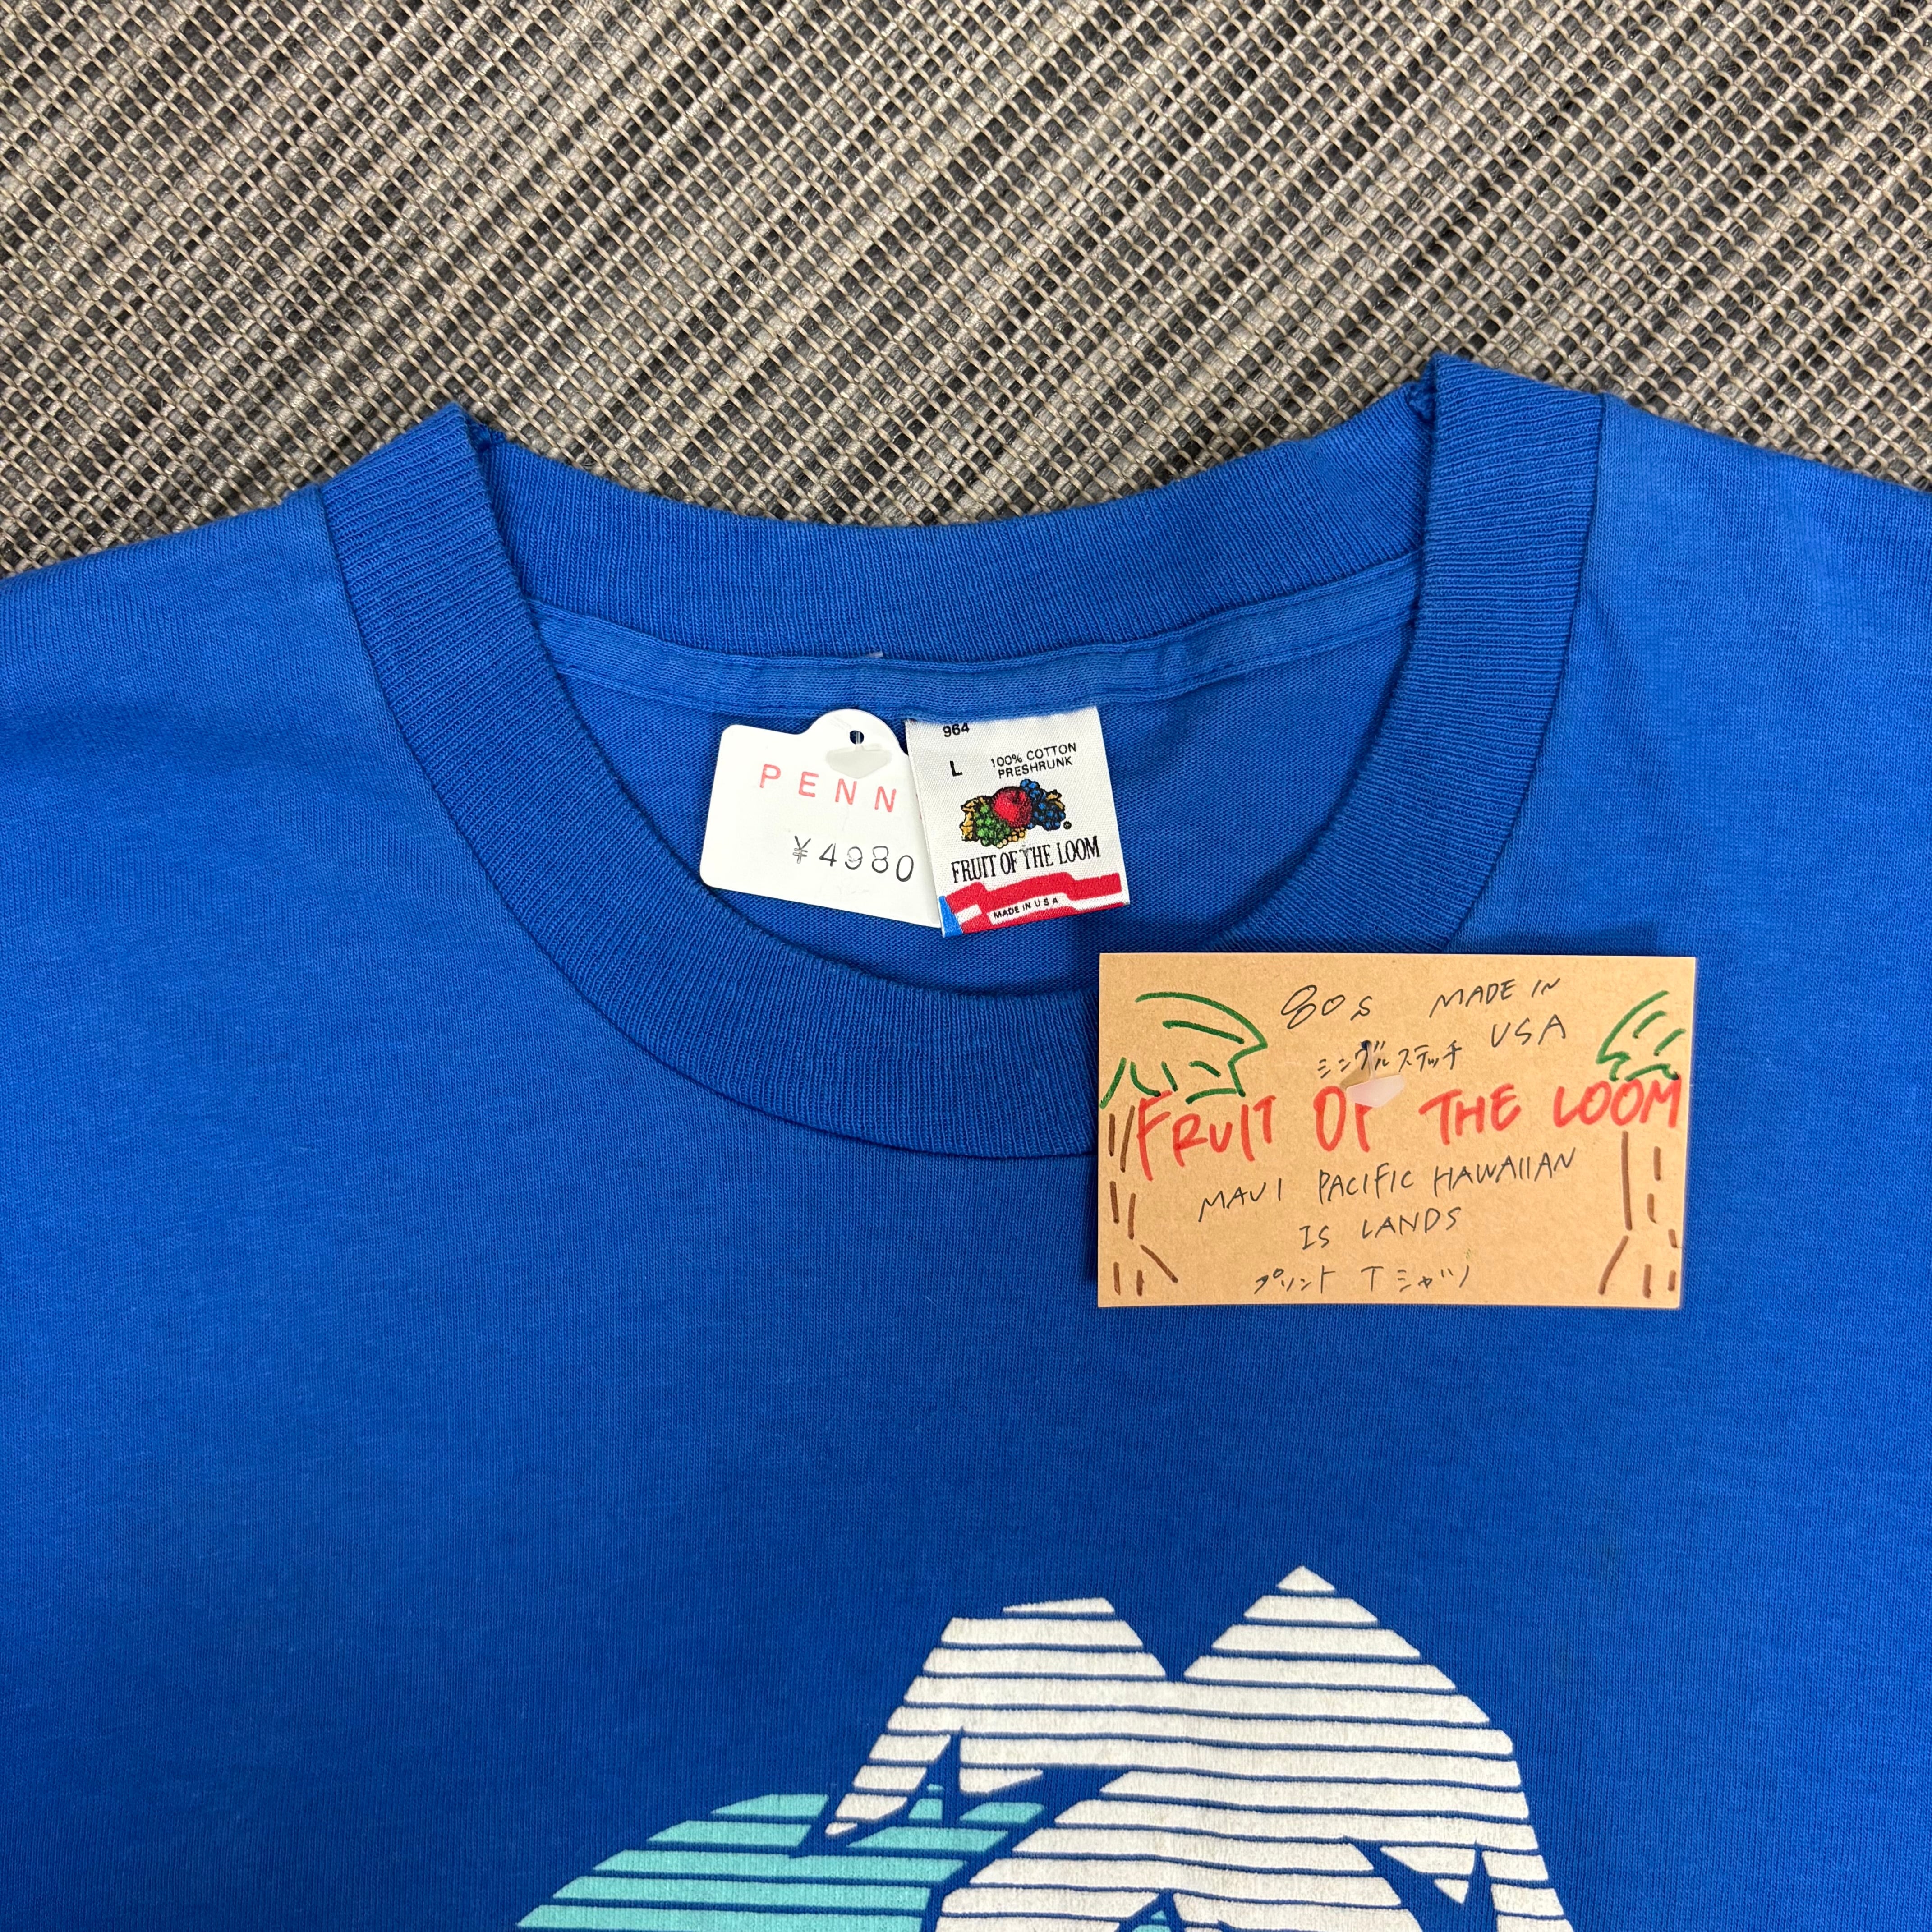 PENN
¥4980
964
L 100% COTTON
PRESHRUNK
FRUIT OF THE LOOM
MADE IN USA
80s MADE IN
USA
シングルステッチ
FRUIT OF THE LOOM
MAUI PACIFIC HAWAIIAN
IS LANDS
プリント Tシャツ